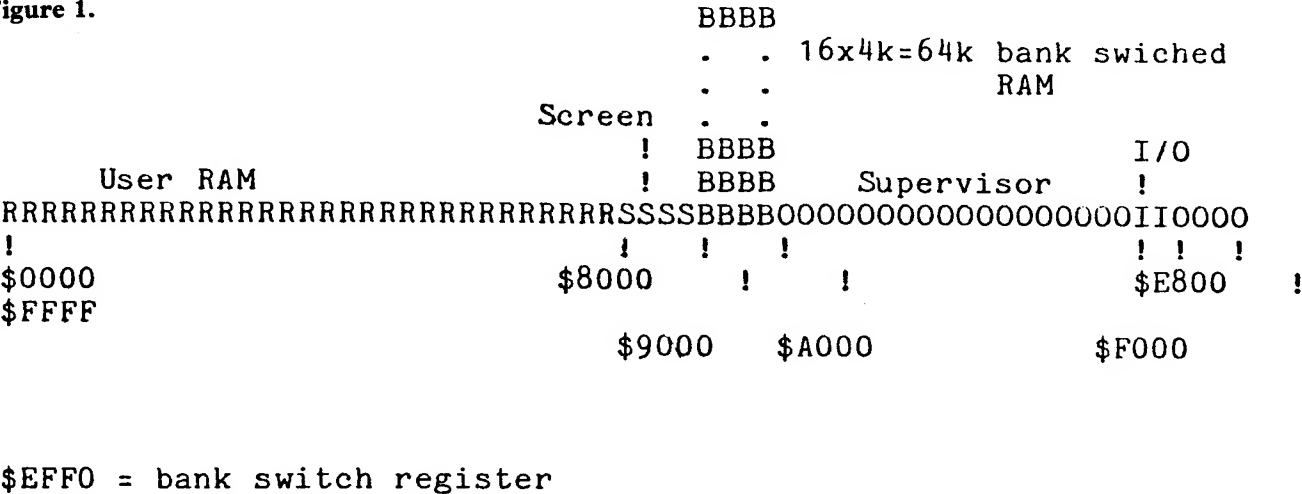 igure 1.
BBBB
. . 16x4k=64k bank swiched
. . RAM
Screen . .
! BBBB I/O
User RAM ! BBBB Supervisor !
RRRRRRRRRRRRRRRRRRRRRRRRRRRRRRRRSSSSBBBBOOOOOOOOOOOOOOOOOOIIOOOO
! ! ! ! ! ! !
$0000 $8000 ! ! $E800 !
$FFFF
$9000 $A000 $F000
$EFF0 = bank switch register